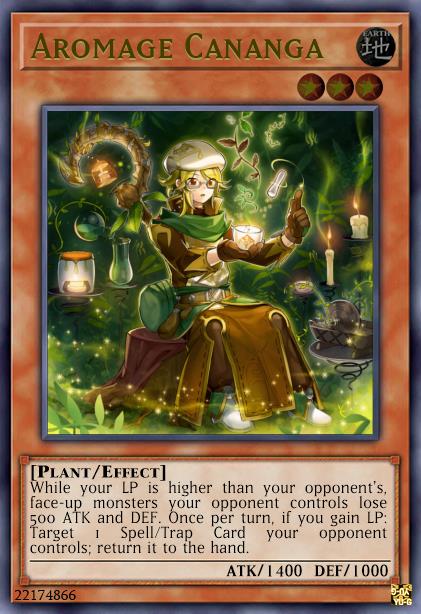 AROMAGE CANANGA
EARTH
地
[PLANT/EFFECT]
While your LP is higher than your opponent's,
face-up monsters your opponent controls lose
500 ATK and DEF. Once per turn, if you gain LP:
Target 1 Spell/Trap Card your opponent
controls; return it to the hand.
ATK/1400 DEF/1000
22174866